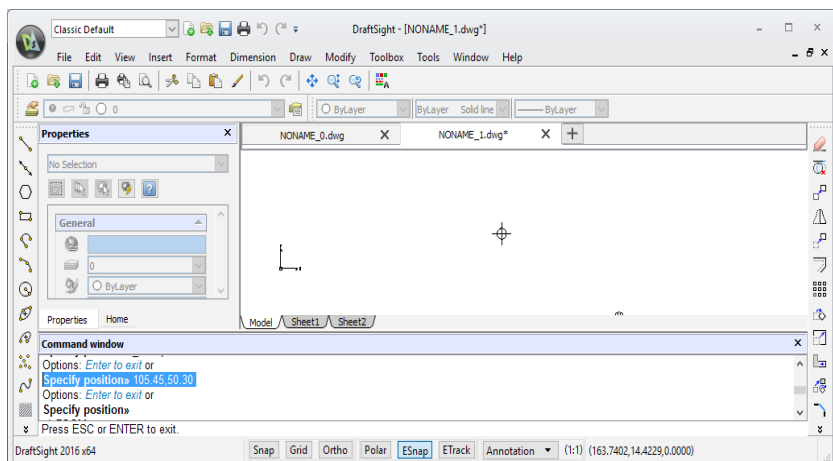 Classic Default DraftSight - [NONAME_1.dwg*]
File Edit View Insert Format Dimension Draw Modify Toolbox Tools Window Help
0 ByLayer ByLayer Solid line ByLayer
Properties
NONAME_0.dwg NONAME_1.dwg*
No Selection
General
0
ByLayer
Properties Home
Model Sheet1 Sheet2
Command window
Options: Enter to exit or
Specify position» 105.45,50.30
Options: Enter to exit or
Specify position»
Press ESC or ENTER to exit.
DraftSight 2016 x64 Snap Grid Ortho Polar ESnap ETrack Annotation (1:1) (163.7402,14.4229,0.0000)